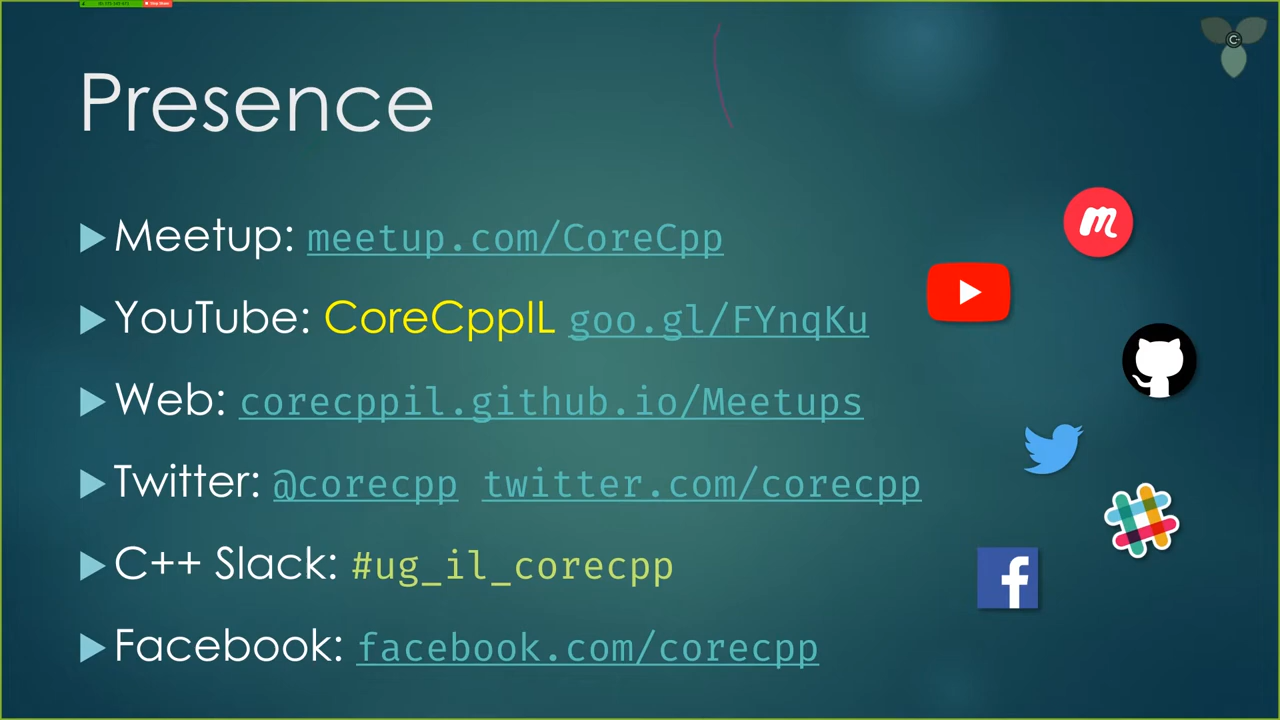 Presence
Meetup: meetup.com/CoreCpp
YouTube: CoreCppIL goo.gl/FYnqKu
Web: corecppil.github.io/Meetups
Twitter: @corecpp twitter.com/corecpp
C++ Slack: #ug_il_corecpp
Facebook: facebook.com/corecpp